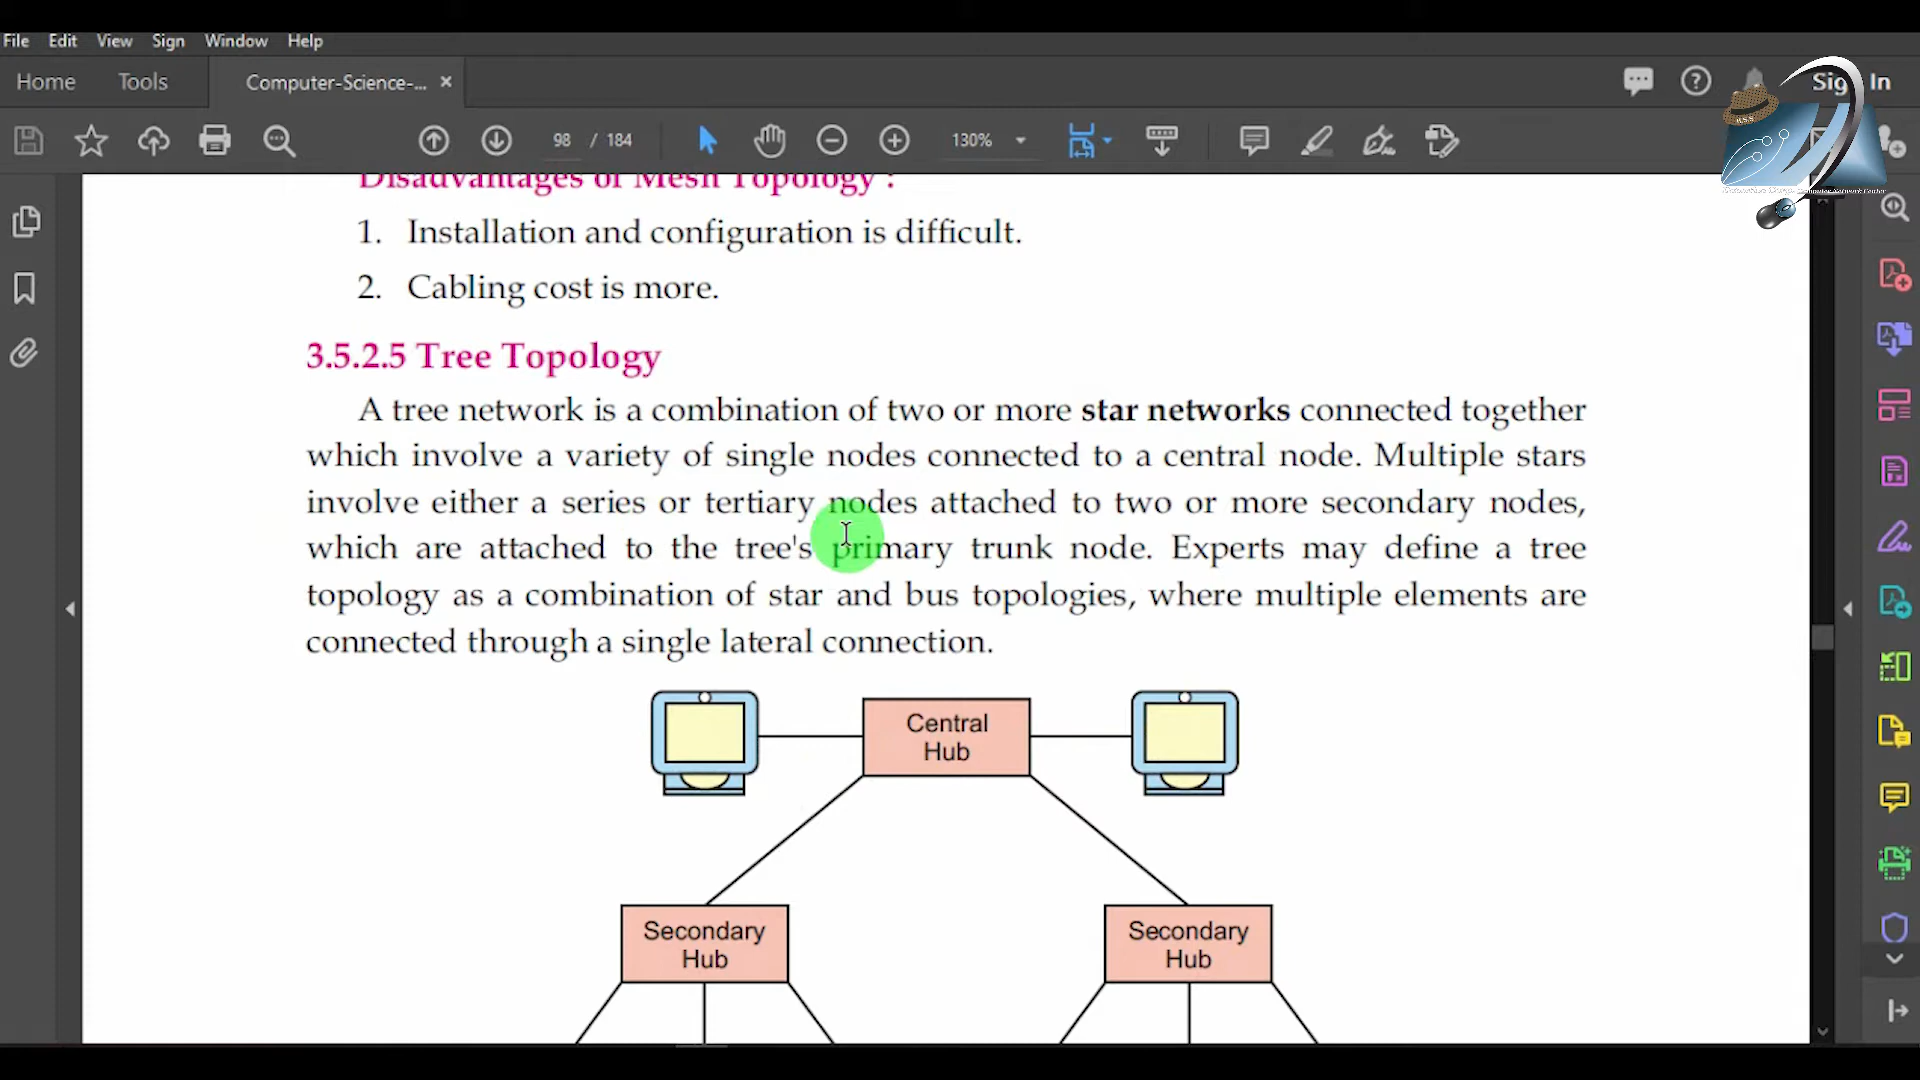 File Edit View Sign Window Help
Home Tools Computer-Science-... × Sign In
98 / 184 130%
Disadvantages of Mesh Topology :
1. Installation and configuration is difficult.
2. Cabling cost is more.
3.5.2.5 Tree Topology
A tree network is a combination of two or more star networks connected together
which involve a variety of single nodes connected to a central node. Multiple stars
involve either a series or tertiary nodes attached to two or more secondary nodes,
which are attached to the tree's primary trunk node. Experts may define a tree
topology as a combination of star and bus topologies, where multiple elements are
connected through a single lateral connection.
Central
Hub
Secondary
Hub
Secondary
Hub